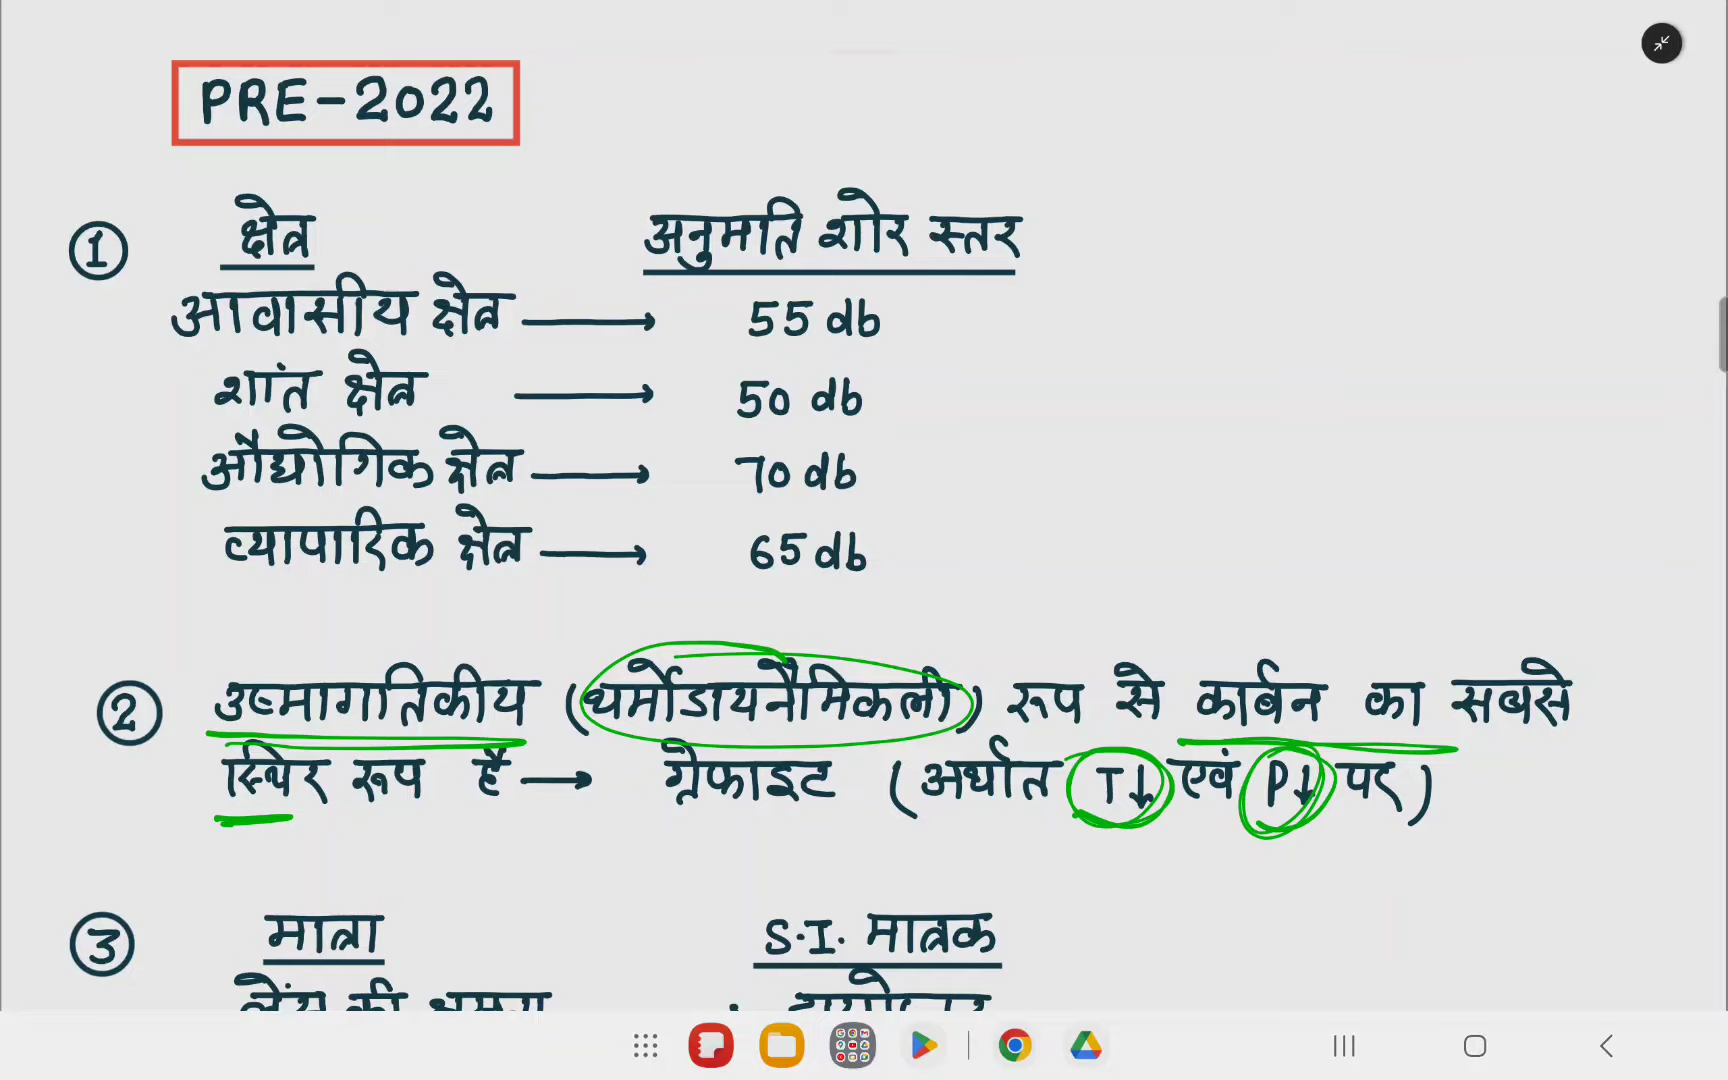 PRE-2022
① क्षेत्र अनुमति शोर स्तर
आवासीय क्षेत्र → 55 db
शांत क्षेत्र → 50 db
औद्योगिक क्षेत्र → 70 db
व्यापारिक क्षेत्र → 65 db
② उष्मागतिकीय (थर्मोडायनैमिकली) रूप से कार्बन का सबसे
स्थिर रूप है → ग्रेफाइट (अर्थात T↓ एवं P↓ पर)
③ मात्रा S.I. मात्रक